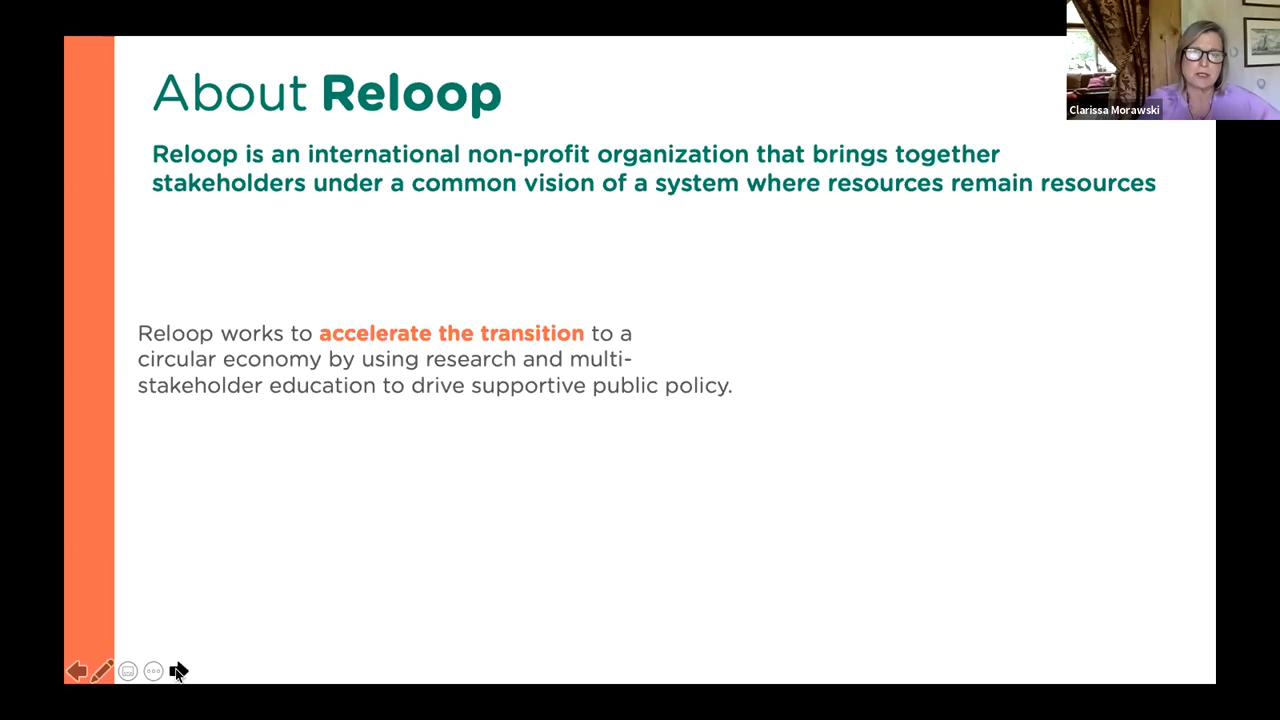 About Reloop
Reloop is an international non-profit organization that brings together
stakeholders under a common vision of a system where resources remain resources
Reloop works to accelerate the transition to a
circular economy by using research and multi-
stakeholder education to drive supportive public policy.
Clarissa Morawski